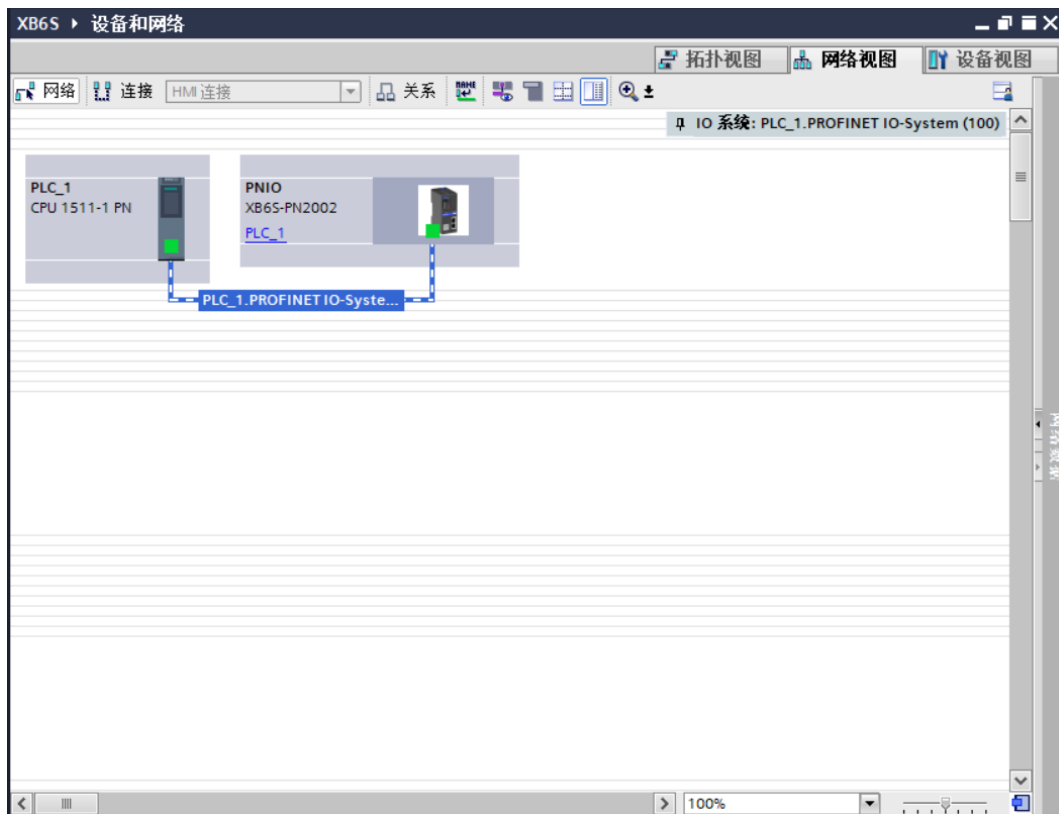 XB6S ▸ 设备和网络
拓扑视图 网络视图 设备视图
网络 连接 HMI 连接 关系
IO 系统: PLC_1.PROFINET IO-System (100)
PLC_1
CPU 1511-1 PN
PNIO
XB6S-PN2002
PLC_1
PLC_1.PROFINET IO-Syste...
100%